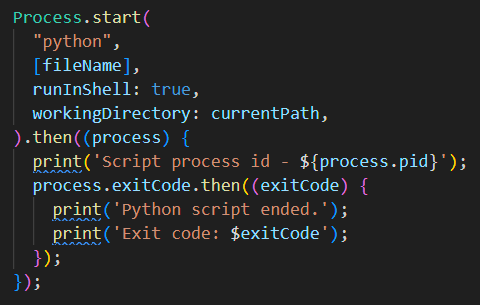 Process.start(
  "python",
  [fileName],
  runInShell: true,
  workingDirectory: currentPath,
).then((process) {
  print('Script process id - ${process.pid}');
  process.exitCode.then((exitCode) {
    print('Python script ended.');
    print('Exit code: $exitCode');
  });
});